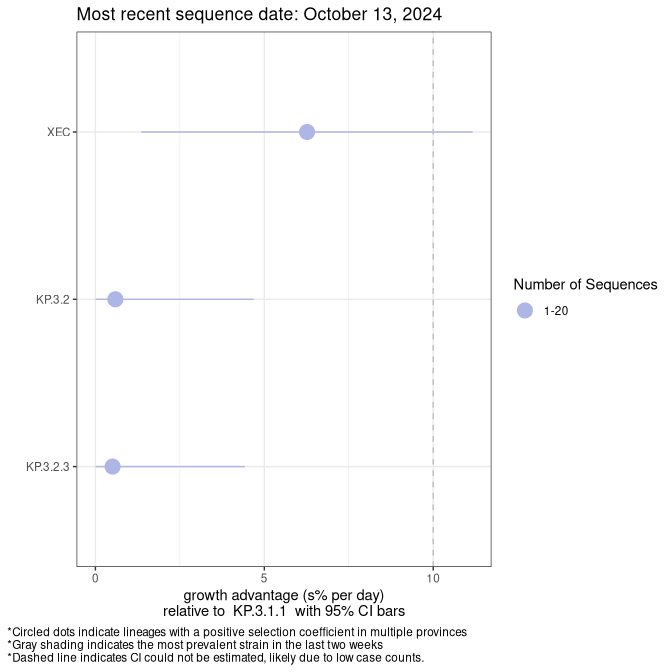 Most recent sequence date: October 13, 2024
XEC
KP.3.2
KP.3.2.3
0 5 10
growth advantage (s% per day)
relative to  KP.3.1.1  with 95% CI bars
Number of Sequences
1-20
*Circled dots indicate lineages with a positive selection coefficient in multiple provinces
*Gray shading indicates the most prevalent strain in the last two weeks
*Dashed line indicates CI could not be estimated, likely due to low case counts.